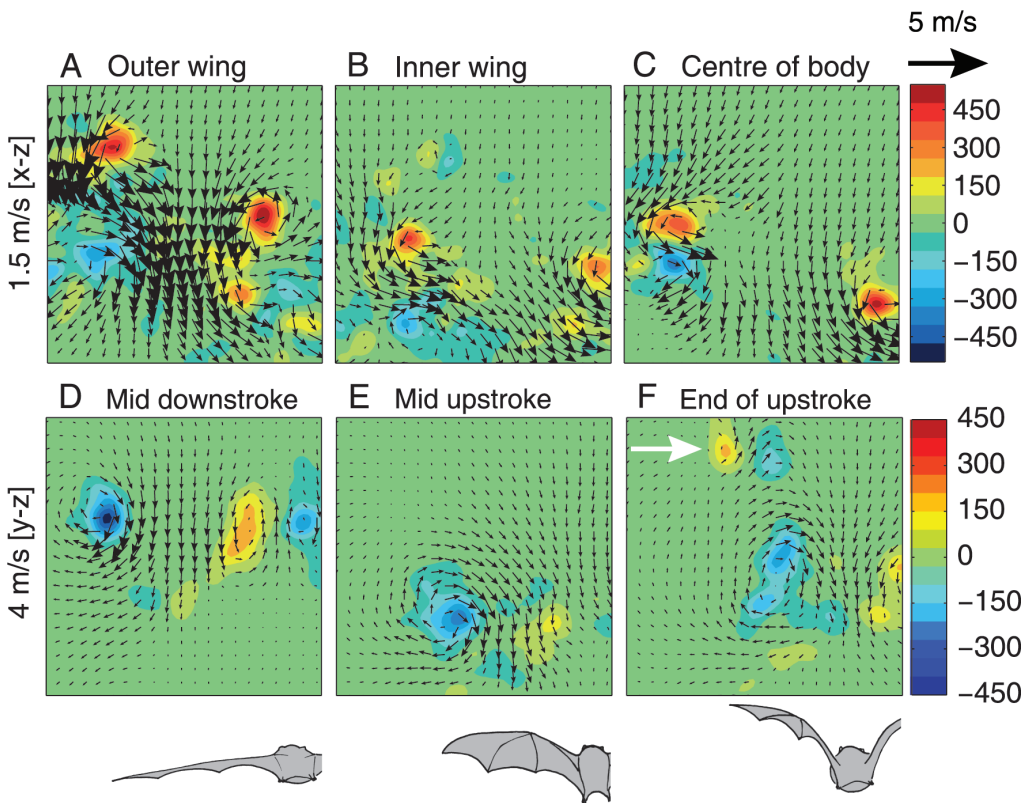 5 m/s
A Outer wing
B Inner wing
C Centre of body
1.5 m/s [x-z]
450
300
150
0
−150
−300
−450
D Mid downstroke
E Mid upstroke
F End of upstroke
4 m/s [y-z]
450
300
150
0
−150
−300
−450